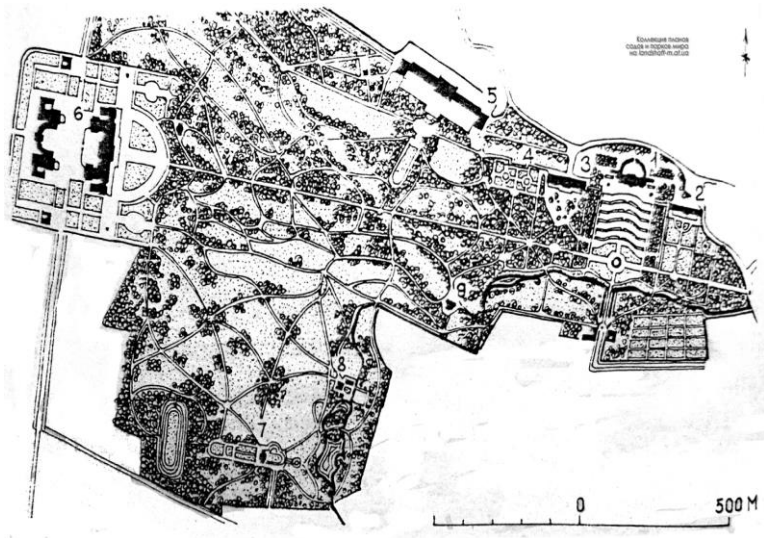 Коллекция планов
садов и парков мира
на landshaft-m.at.ua
5
6
4
3
1
2
9
8
7
0
500 М